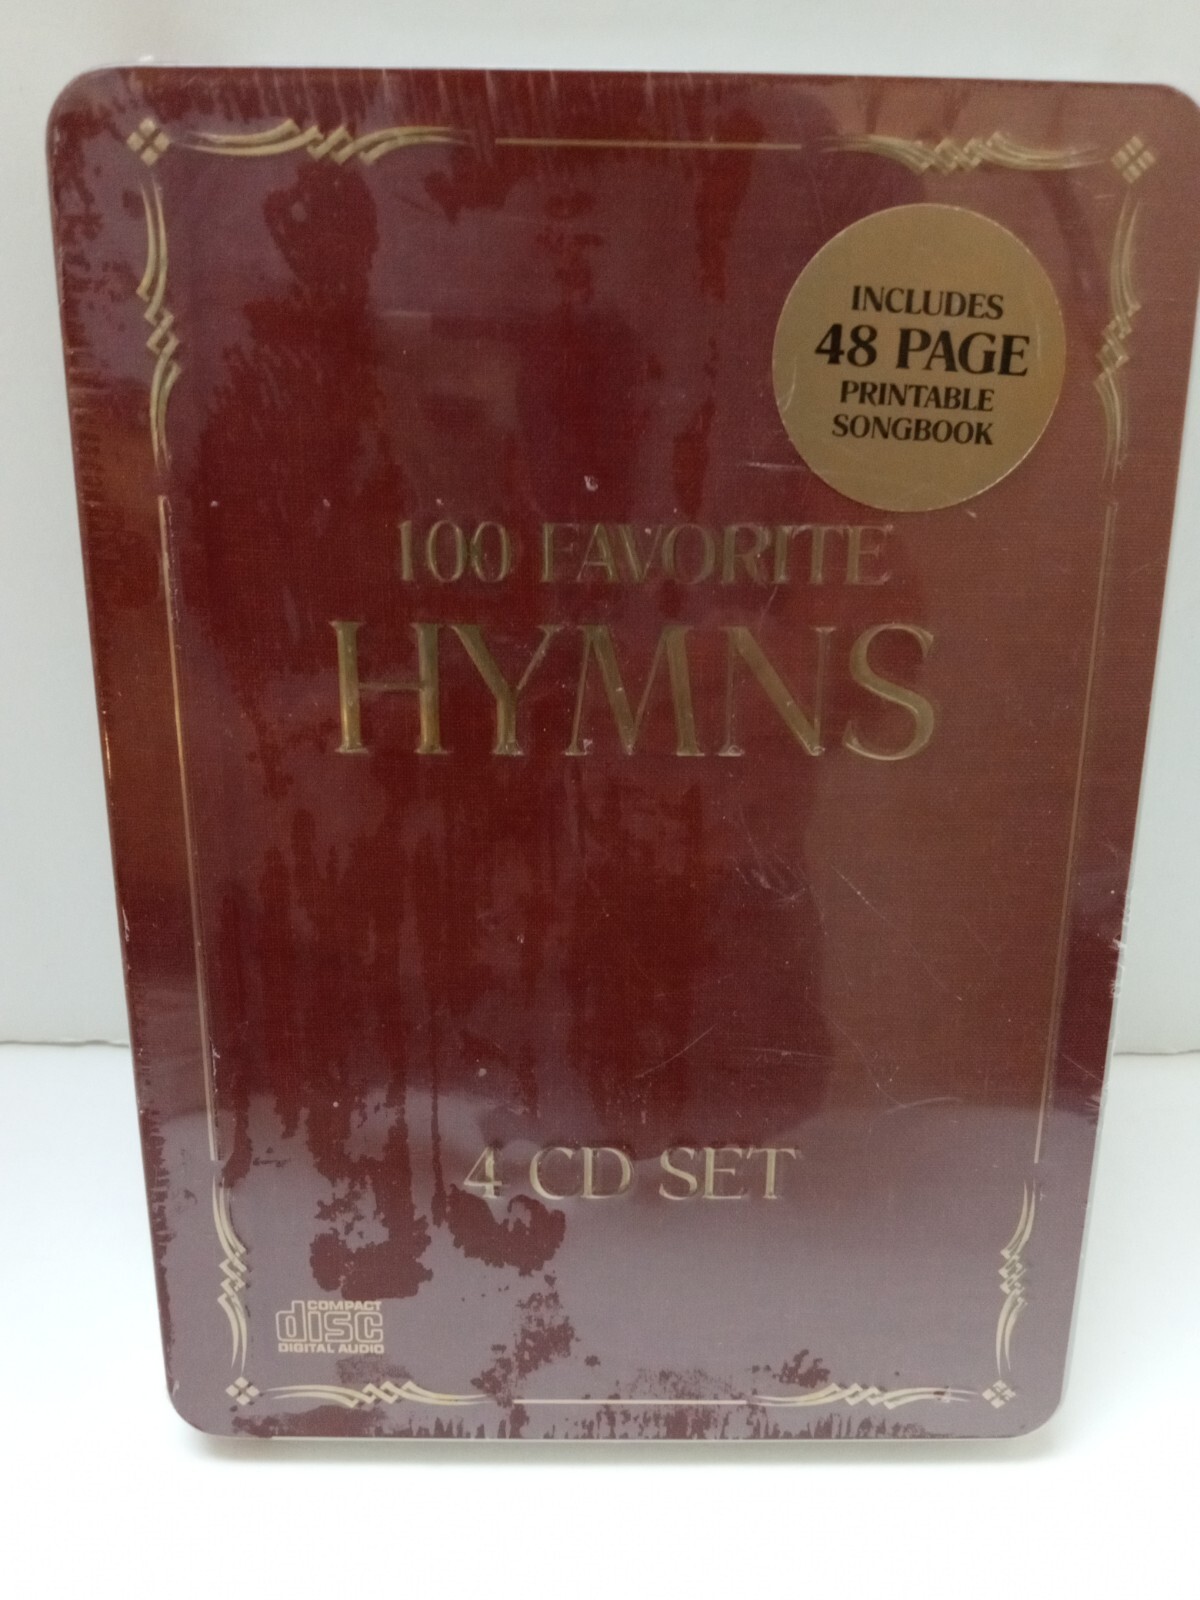 INCLUDES
48 PAGE
PRINTABLE
SONGBOOK
100 FAVORITE
HYMNS
4 CD SET
COMPACT
disc
DIGITAL AUDIO